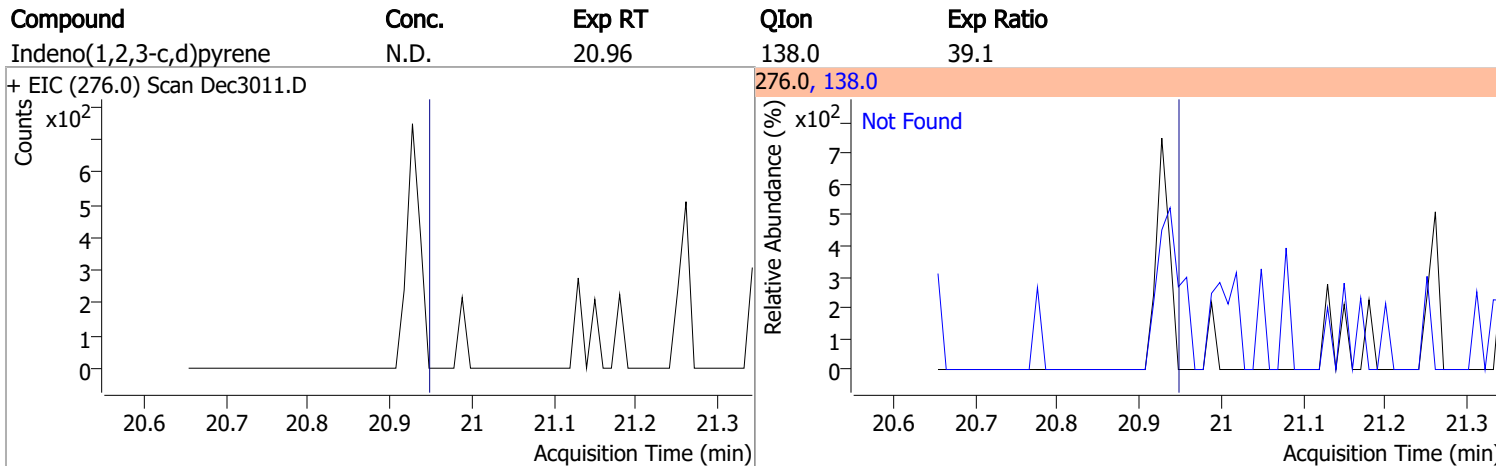 Compound Conc. Exp RT QIon Exp Ratio
Indeno(1,2,3-c,d)pyrene N.D. 20.96 138.0 39.1
+ EIC (276.0) Scan Dec3011.D
Counts
x10²
6
5
4
3
2
1
0
20.6 20.7 20.8 20.9 21 21.1 21.2 21.3
Acquisition Time (min)
276.0, 138.0
Relative Abundance (%)
x10²
Not Found
7
6
5
4
3
2
1
0
20.6 20.7 20.8 20.9 21 21.1 21.2 21.3
Acquisition Time (min)